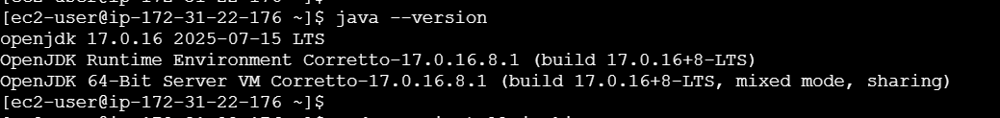 [ec2-user@ip-172-31-22-176 ~]$ java --version
openjdk 17.0.16 2025-07-15 LTS
OpenJDK Runtime Environment Corretto-17.0.16.8.1 (build 17.0.16+8-LTS)
OpenJDK 64-Bit Server VM Corretto-17.0.16.8.1 (build 17.0.16+8-LTS, mixed mode, sharing)
[ec2-user@ip-172-31-22-176 ~]$